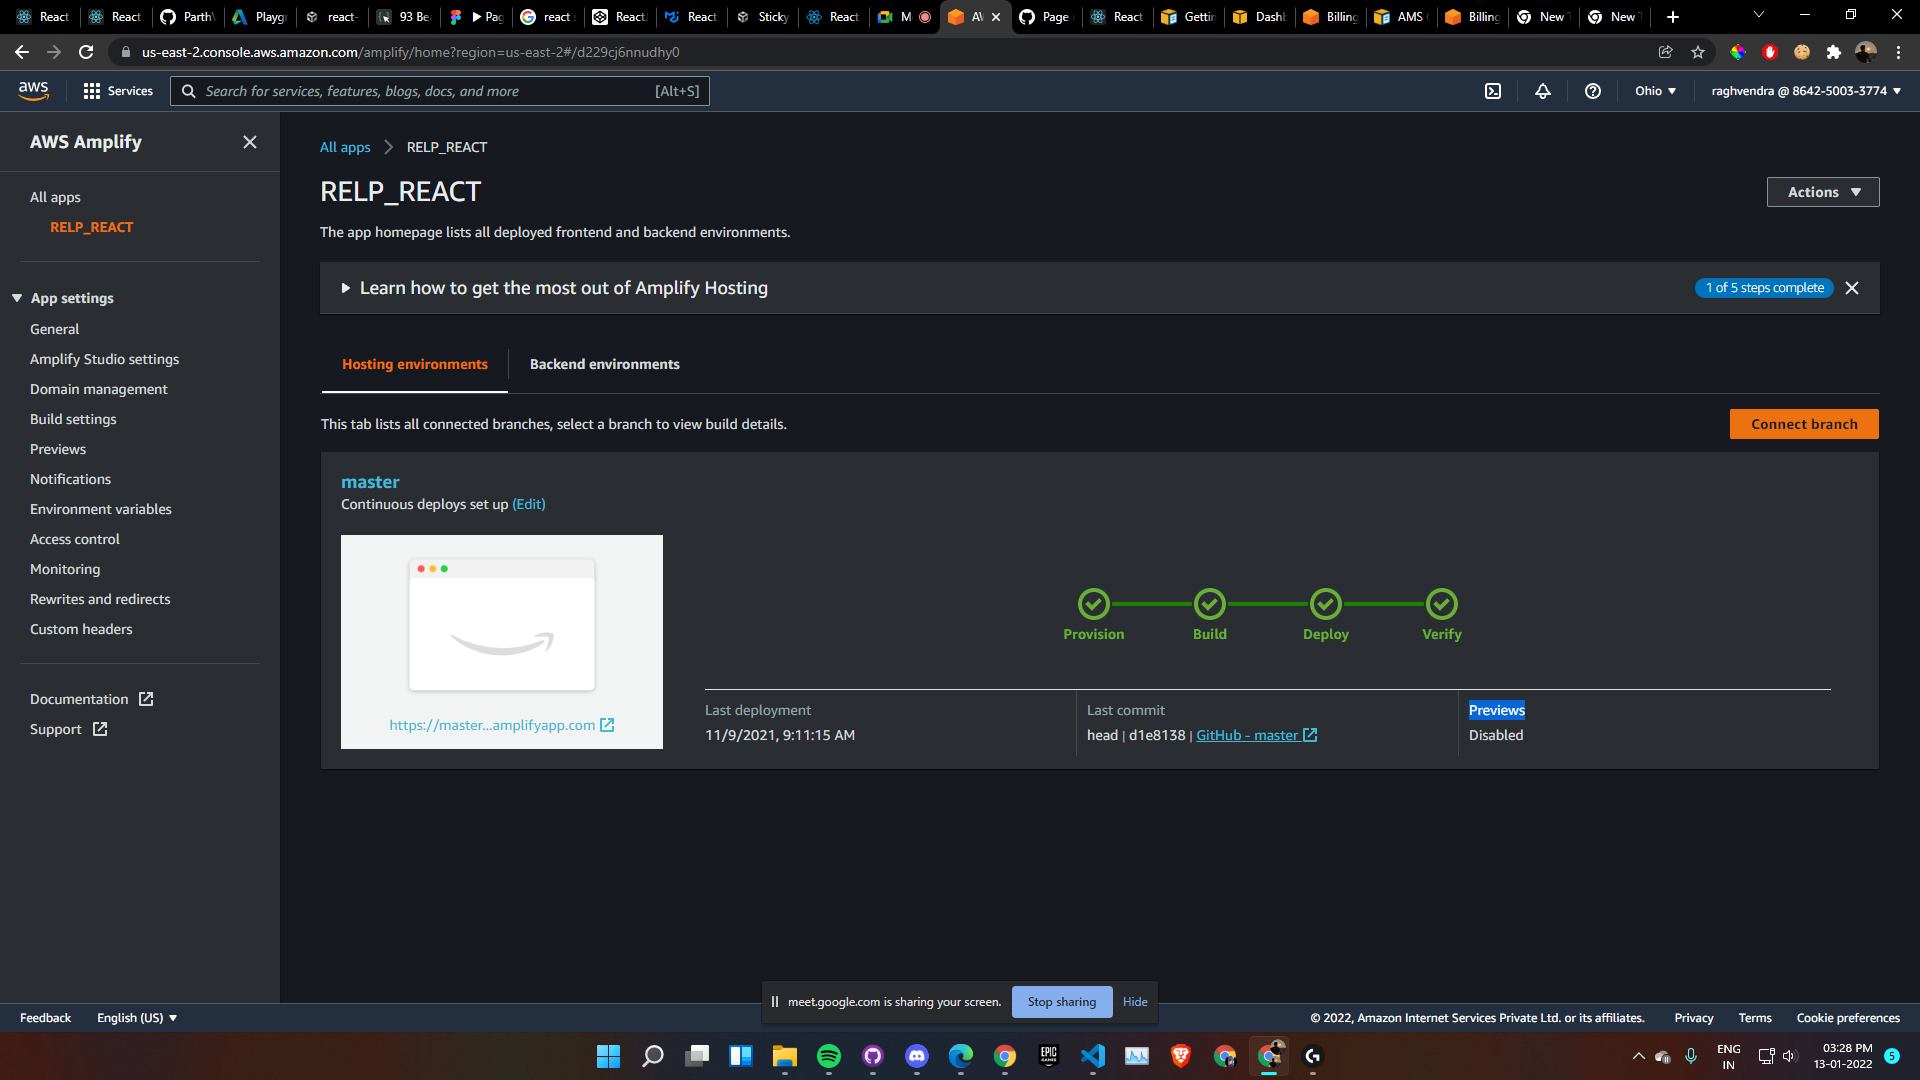 React
React
Parth
Playgr
react-
93 Be
▶ Pag
react
React
React
Sticky
React
M
AV
Page
React
Gettin
Dashb
Billing
AMS
Billing
New T
New T
us-east-2.console.aws.amazon.com/amplify/home?region=us-east-2#/d229cj6nnudhy0
aws
Services
Search for services, features, blogs, docs, and more
[Alt+S]
Ohio ▼
raghvendra @ 8642-5003-3774 ▼
AWS Amplify
All apps
RELP_REACT
App settings
General
Amplify Studio settings
Domain management
Build settings
Previews
Notifications
Environment variables
Access control
Monitoring
Rewrites and redirects
Custom headers
Documentation
Support
All apps > RELP_REACT
RELP_REACT
Actions ▼
The app homepage lists all deployed frontend and backend environments.
Learn how to get the most out of Amplify Hosting
1 of 5 steps complete
Hosting environments
Backend environments
This tab lists all connected branches, select a branch to view build details.
Connect branch
master
Continuous deploys set up (Edit)
https://master...amplifyapp.com
Provision
Build
Deploy
Verify
Last deployment
11/9/2021, 9:11:15 AM
Last commit
head | d1e8138 | GitHub - master
Previews
Disabled
meet.google.com is sharing your screen.
Stop sharing
Hide
Feedback
English (US) ▼
© 2022, Amazon Internet Services Private Ltd. or its affiliates.
Privacy
Terms
Cookie preferences
EPIC
GAMES
ENG
IN
03:28 PM
13-01-2022
5